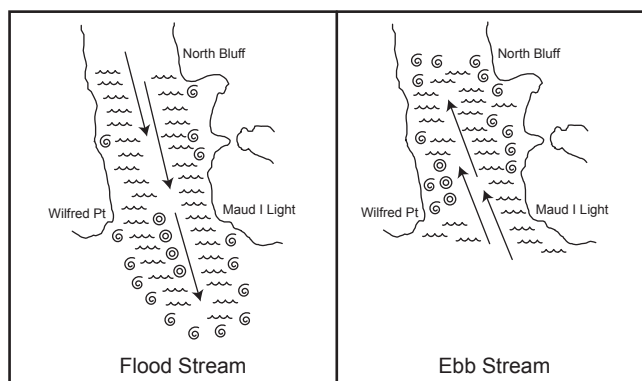 North Bluff
Wilfred Pt
Maud I Light
Flood Stream
North Bluff
Wilfred Pt
Maud I Light
Ebb Stream